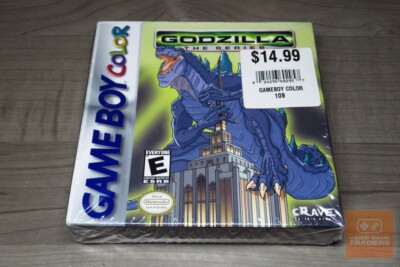 GAME BOY COLOR
GODZILLA
THE SERIES
$14.99
GAMEBOY COLOR
109
E
EVERYONE
ESRB
Nintendo
CRAVE
VIDEO GAME
TRADERS